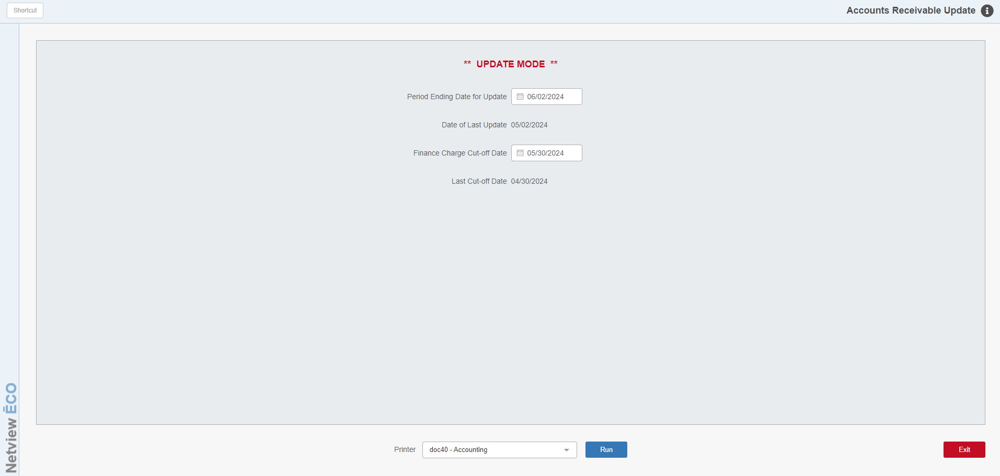 Shortcut
Accounts Receivable Update
** UPDATE MODE **
Period Ending Date for Update 06/02/2024
Date of Last Update 05/02/2024
Finance Charge Cut-off Date 05/30/2024
Last Cut-off Date 04/30/2024
Netview ĒCO
Printer doc40 - Accounting Run Exit